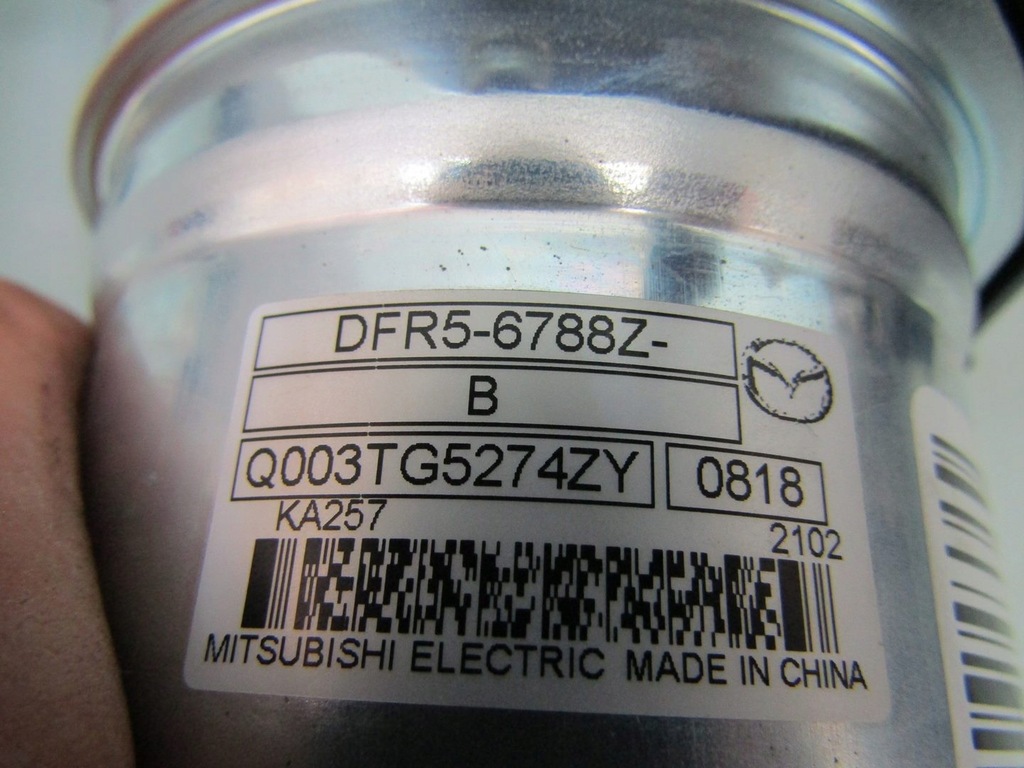 DFR5-6788Z-
B
Q003TG5274ZY 0818
KA257 2102
MITSUBISHI ELECTRIC MADE IN CHINA